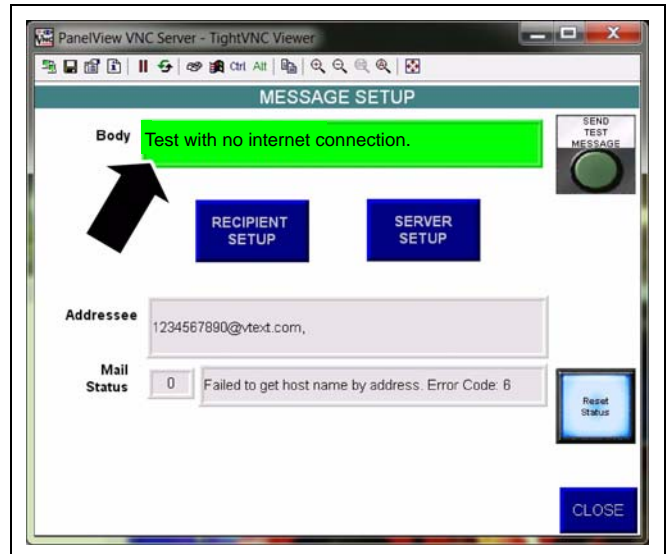 PanelView VNC Server - TightVNC Viewer
Ctrl Alt
MESSAGE SETUP
Body
Test with no internet connection.
SEND
TEST
MESSAGE
RECIPIENT
SETUP
SERVER
SETUP
Addressee
1234567890@vtext.com,
Mail
Status
0
Failed to get host name by address. Error Code: 6
Reset
Status
CLOSE